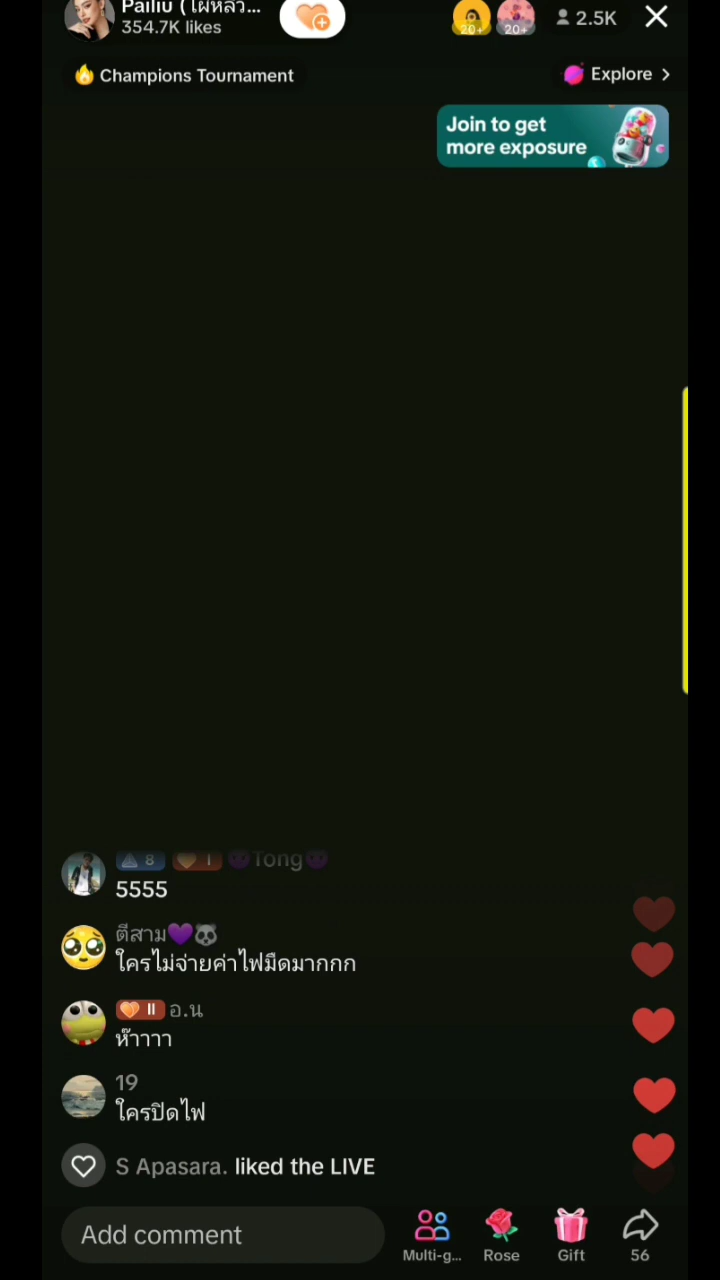 Pailiu (ไผ่หลิว...
354.7K likes
20+
20+
2.5K
Champions Tournament
Explore >
Join to get
more exposure
8
1
Tong
5555
ตีสาม💜🐼
ใครไม่จ่ายค่าไฟมืดมากกก
II
อ.น
ห๊าาาา
19
ใครปิดไฟ
S Apasara. liked the LIVE
Add comment
Multi-g...
Rose
Gift
56